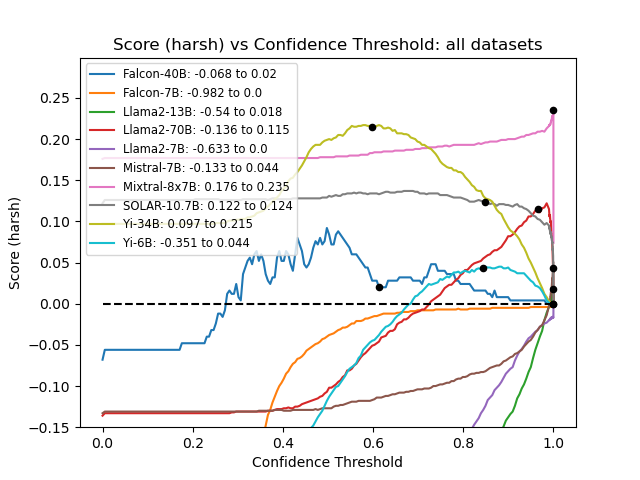 Score (harsh) vs Confidence Threshold: all datasets
Score (harsh)
0.25
0.20
0.15
0.10
0.05
0.00
−0.05
−0.10
−0.15
Falcon-40B: -0.068 to 0.02
Falcon-7B: -0.982 to 0.0
Llama2-13B: -0.54 to 0.018
Llama2-70B: -0.136 to 0.115
Llama2-7B: -0.633 to 0.0
Mistral-7B: -0.133 to 0.044
Mixtral-8x7B: 0.176 to 0.235
SOLAR-10.7B: 0.122 to 0.124
Yi-34B: 0.097 to 0.215
Yi-6B: -0.351 to 0.044
0.0 0.2 0.4 0.6 0.8 1.0
Confidence Threshold